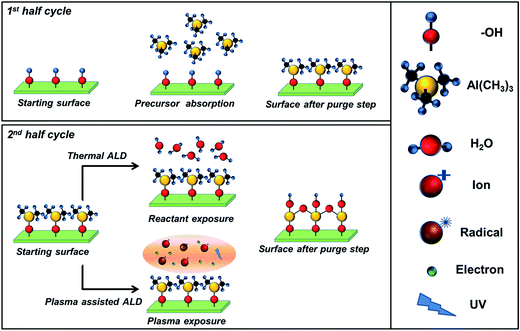 1st half cycle
Starting surface
Precursor absorption
Surface after purge step
2nd half cycle
Thermal ALD
Reactant exposure
Starting surface
Surface after purge step
Plasma assisted ALD
Plasma exposure
-OH
Al(CH3)3
H2O
Ion
Radical
Electron
UV